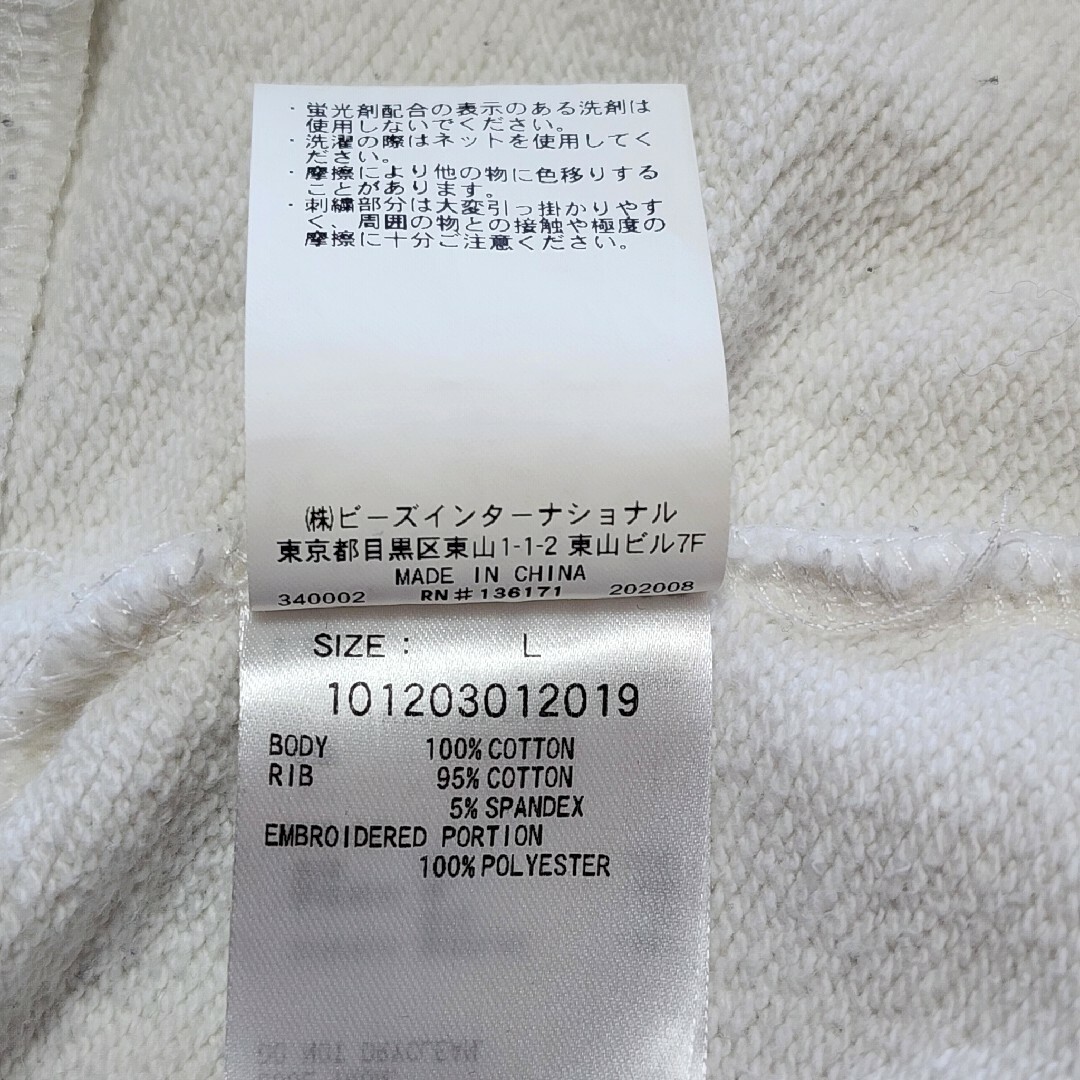 ・蛍光剤配合の表示のある洗剤は
使用しないでください。
・洗濯の際はネットを使用してく
ださい。
・摩擦により他の物に色移りする
ことがあります。
・刺繍部分は大変引っ掛かりやす
く、周囲の物との接触や極度の
摩擦に十分ご注意ください。
㈱ビーズインターナショナル
東京都目黒区東山1-1-2 東山ビル7F
MADE IN CHINA
340002 RN#136171 202008
SIZE : L
101203012019
BODY 100% COTTON
RIB 95% COTTON
5% SPANDEX
EMBROIDERED PORTION
100% POLYESTER